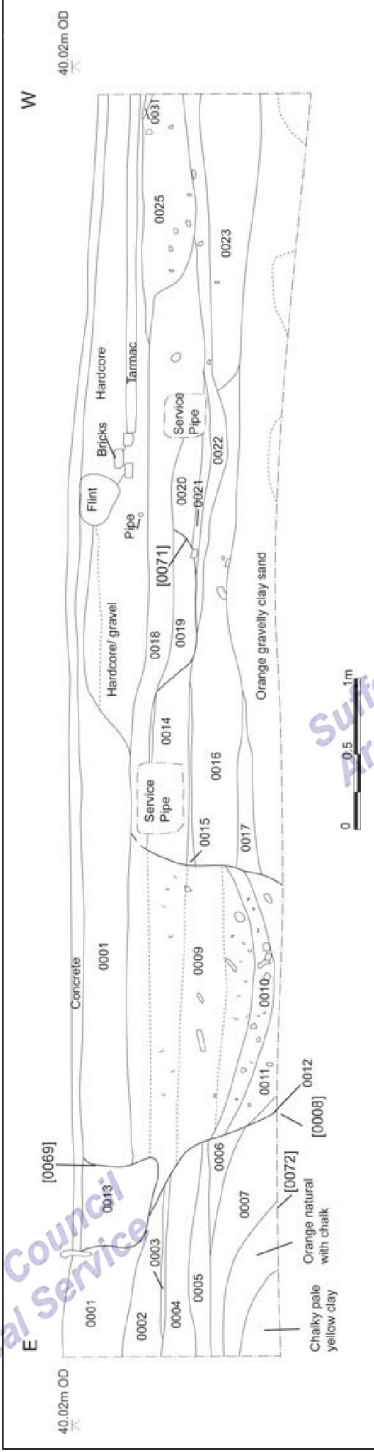 E
W
40.02m OD
40.02m OD
Concrete
[0069]
0001
0013
0001
0002
0003
0004
0005
0006
0007
[0072]
Orange natural
with chalk
Chalky pale
yellow clay
0012
[0008]
0011
0010
0009
0015
0014
Service
Pipe
0016
0017
0018
0019
[0071]
0020
0021
0022
Service
Pipe
Hardcore/ gravel
Flint
Bricks
Pipe
Hardcore
Tarmac
0025
0031
0023
Orange gravelly clay sand
0
0.5
1m
Council
Service